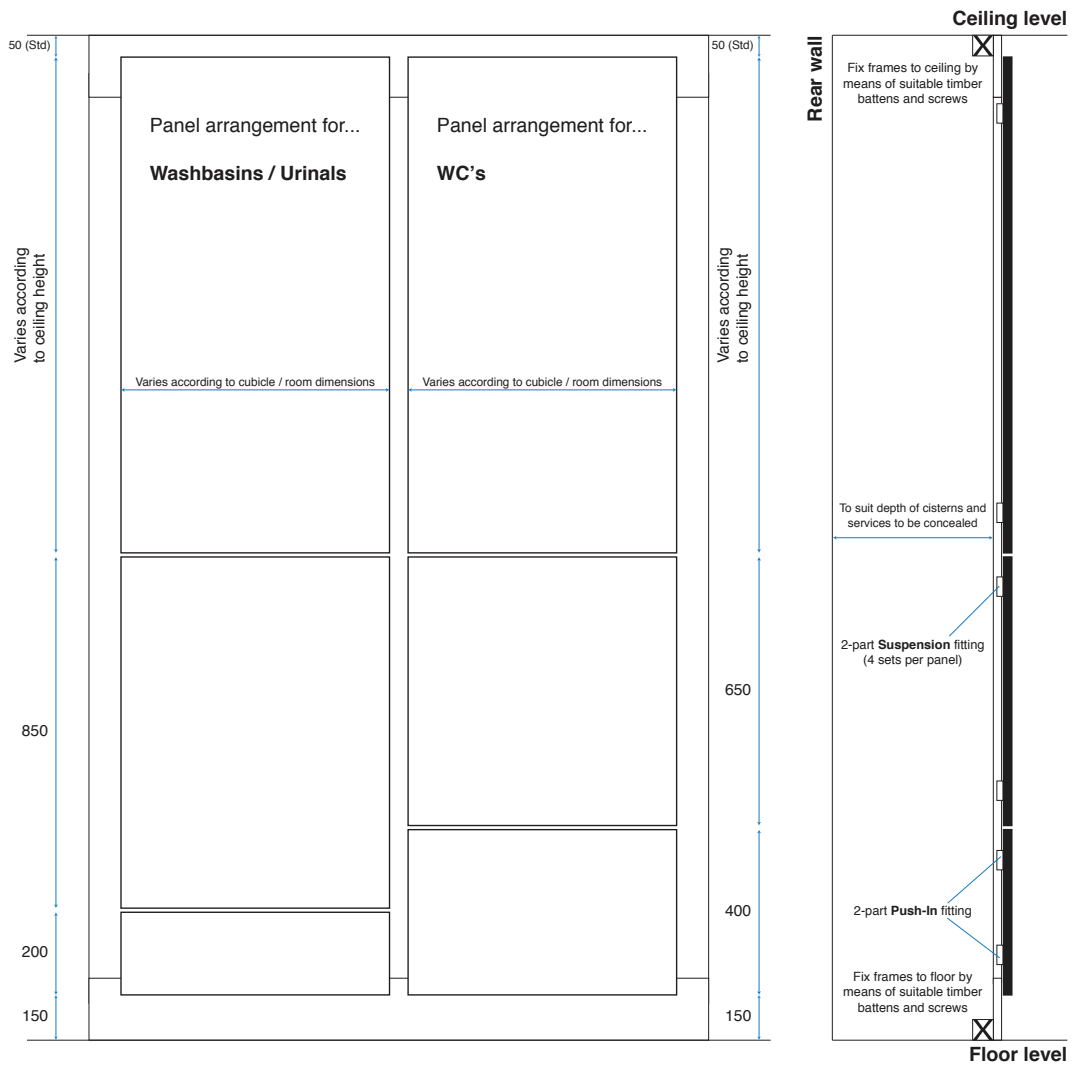 Ceiling level
50 (Std)
50 (Std)
Rear wall
Fix frames to ceiling by
means of suitable timber
battens and screws
Panel arrangement for...
Washbasins / Urinals
Panel arrangement for...
WC’s
Varies according
to ceiling height
Varies according
to ceiling height
Varies according to cubicle / room dimensions
Varies according to cubicle / room dimensions
To suit depth of cisterns and
services to be concealed
2-part Suspension fitting
(4 sets per panel)
650
850
400
2-part Push-In fitting
200
Fix frames to floor by
means of suitable timber
battens and screws
150
150
Floor level